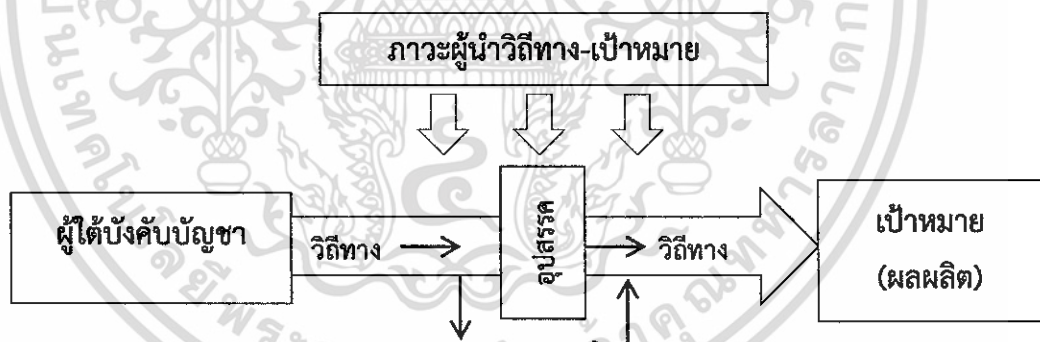 ภาวะผู้นำวิถีทาง-เป้าหมาย
ผู้ใต้บังคับบัญชา
วิถีทาง
อุปสรรค
วิถีทาง
เป้าหมาย
(ผลผลิต)